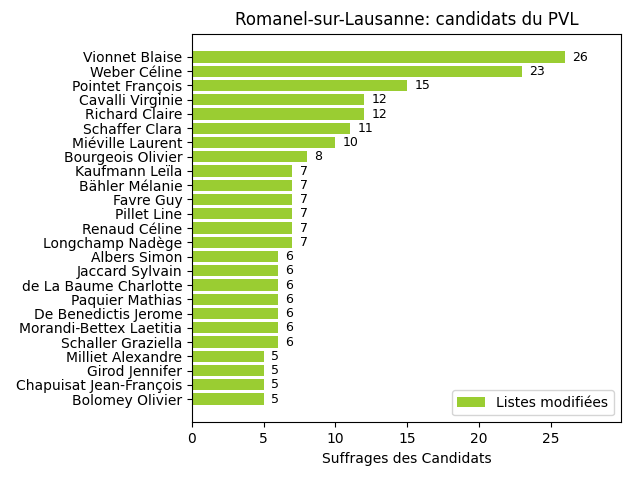 Romanel-sur-Lausanne: candidats du PVL
Vionnet Blaise 26
Weber Céline 23
Pointet François 15
Cavalli Virginie 12
Richard Claire 12
Schaffer Clara 11
Miéville Laurent 10
Bourgeois Olivier 8
Kaufmann Leïla 7
Bähler Mélanie 7
Favre Guy 7
Pillet Line 7
Renaud Céline 7
Longchamp Nadège 7
Albers Simon 6
Jaccard Sylvain 6
de La Baume Charlotte 6
Paquier Mathias 6
De Benedictis Jerome 6
Morandi-Bettex Laetitia 6
Schaller Graziella 6
Milliet Alexandre 5
Girod Jennifer 5
Chapuisat Jean-François 5
Bolomey Olivier 5
Listes modifiées
0 5 10 15 20 25
Suffrages des Candidats